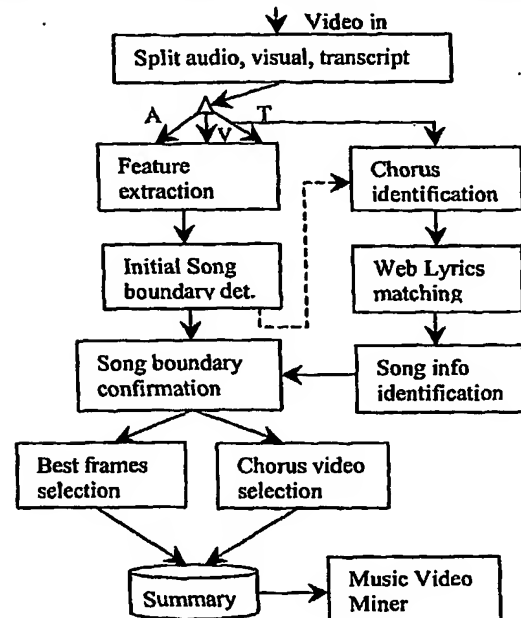 Video in
Split audio, visual, transcript
A
V
T
Feature
extraction
Chorus
identification
Initial Song
boundary det.
Web Lyrics
matching
Song boundary
confirmation
Song info
identification
Best frames
selection
Chorus video
selection
Summary
Music Video
Miner